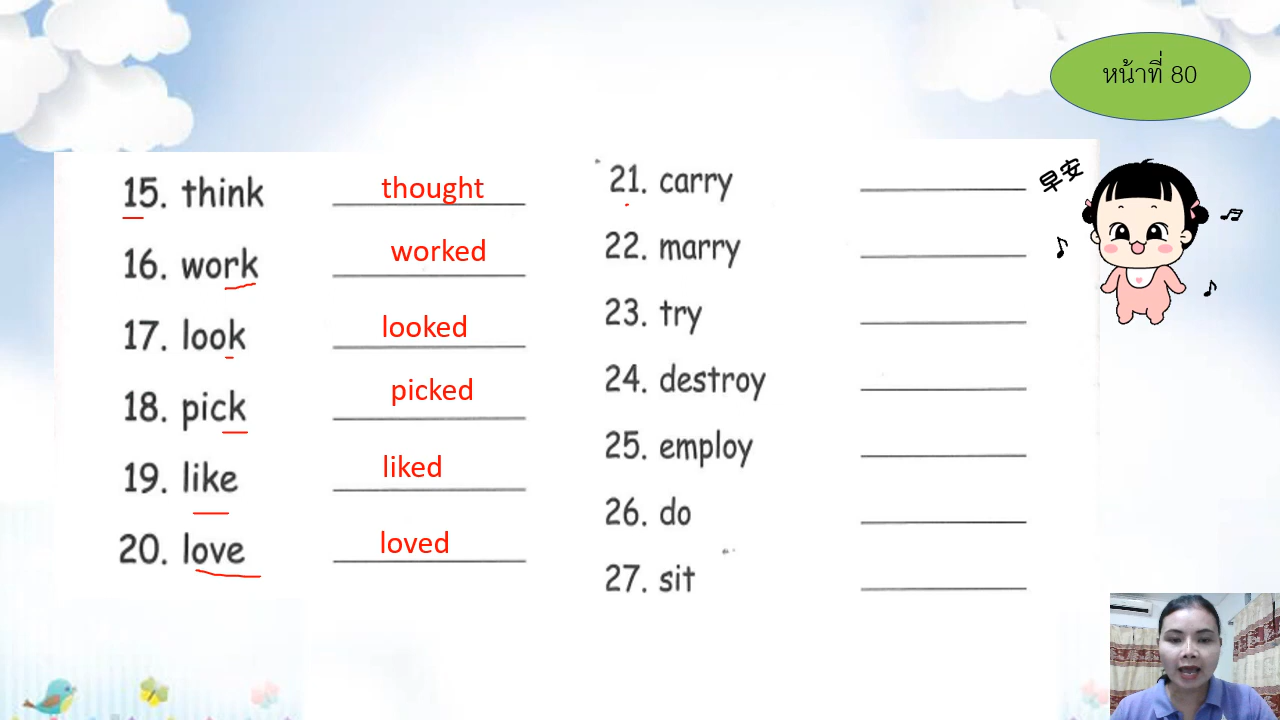 หน้าที่ 80
早安
15. think thought
16. work worked
17. look looked
18. pick picked
19. like liked
20. love loved
21. carry
22. marry
23. try
24. destroy
25. employ
26. do
27. sit